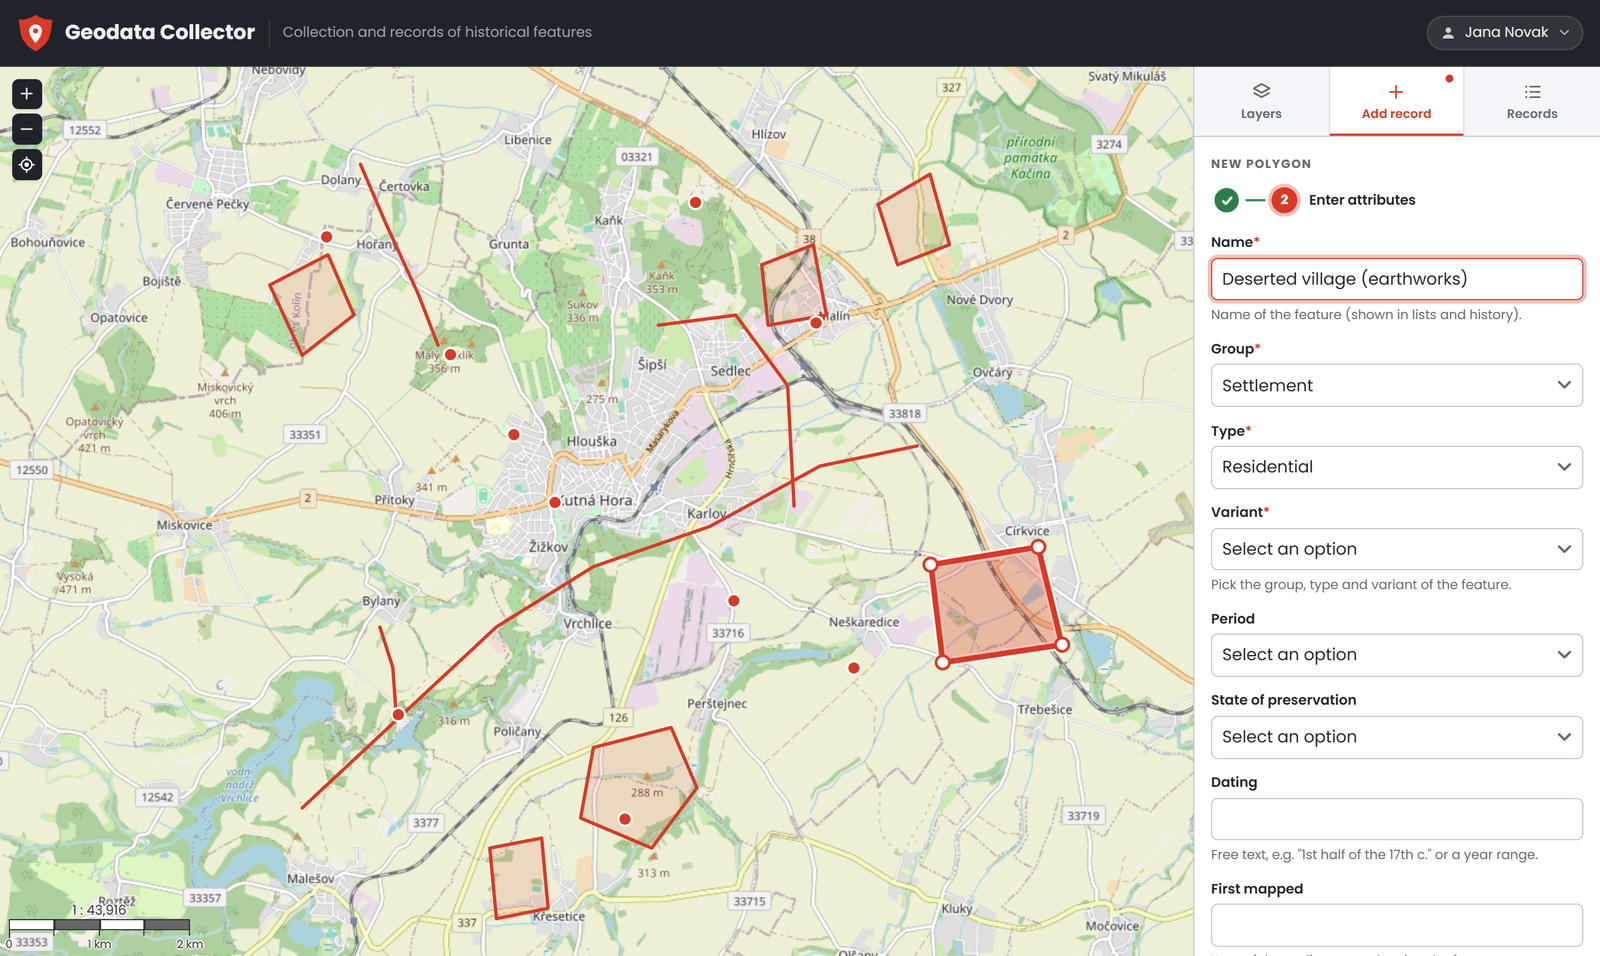 Geodata Collector
Collection and records of historical features
Jana Novak
Layers
Add record
Records
NEW POLYGON
2 Enter attributes
Name*
Deserted village (earthworks)
Name of the feature (shown in lists and history).
Group*
Settlement
Type*
Residential
Variant*
Select an option
Pick the group, type and variant of the feature.
Period
Select an option
State of preservation
Select an option
Dating
Free text, e.g. "1st half of the 17th c." or a year range.
First mapped
Nebovidy
Svatý Mikuláš
327
12552
Hlízov
Libenice
3274
03321
přírodní
památka
Kačina
Dolany
Čertovka
Červené Pečky
Kaňk
2
38
Bohouňovice
Hořany
Grunta
33
Bojiště
Kaňk
353 m
Sukov
336 m
Nové Dvory
Opatovice
Malín
Malý
356 m
Šipší
Sedlec
Ovčáry
Miskovický
vrch
406 m
275 m
33818
Opatovický
vrch
421 m
33351
Masarykova
Hlouška
12550
341 m
2
Přítoky
Kutná Hora
Karlov
Miskovice
Církvice
Žižkov
Vysoká
471 m
Bylany
Vrchlice
Neškaredice
33716
Perštejnec
Třebešice
316 m
126
Poličany
vodní
nádrž
Vrchlice
12542
288 m
3377
33719
313 m
Malešov
33357
33715
Roztěž
1 : 43,916
337
Křesetice
Kluky
Močovice
0
33353
1 km
2 km
Olšany